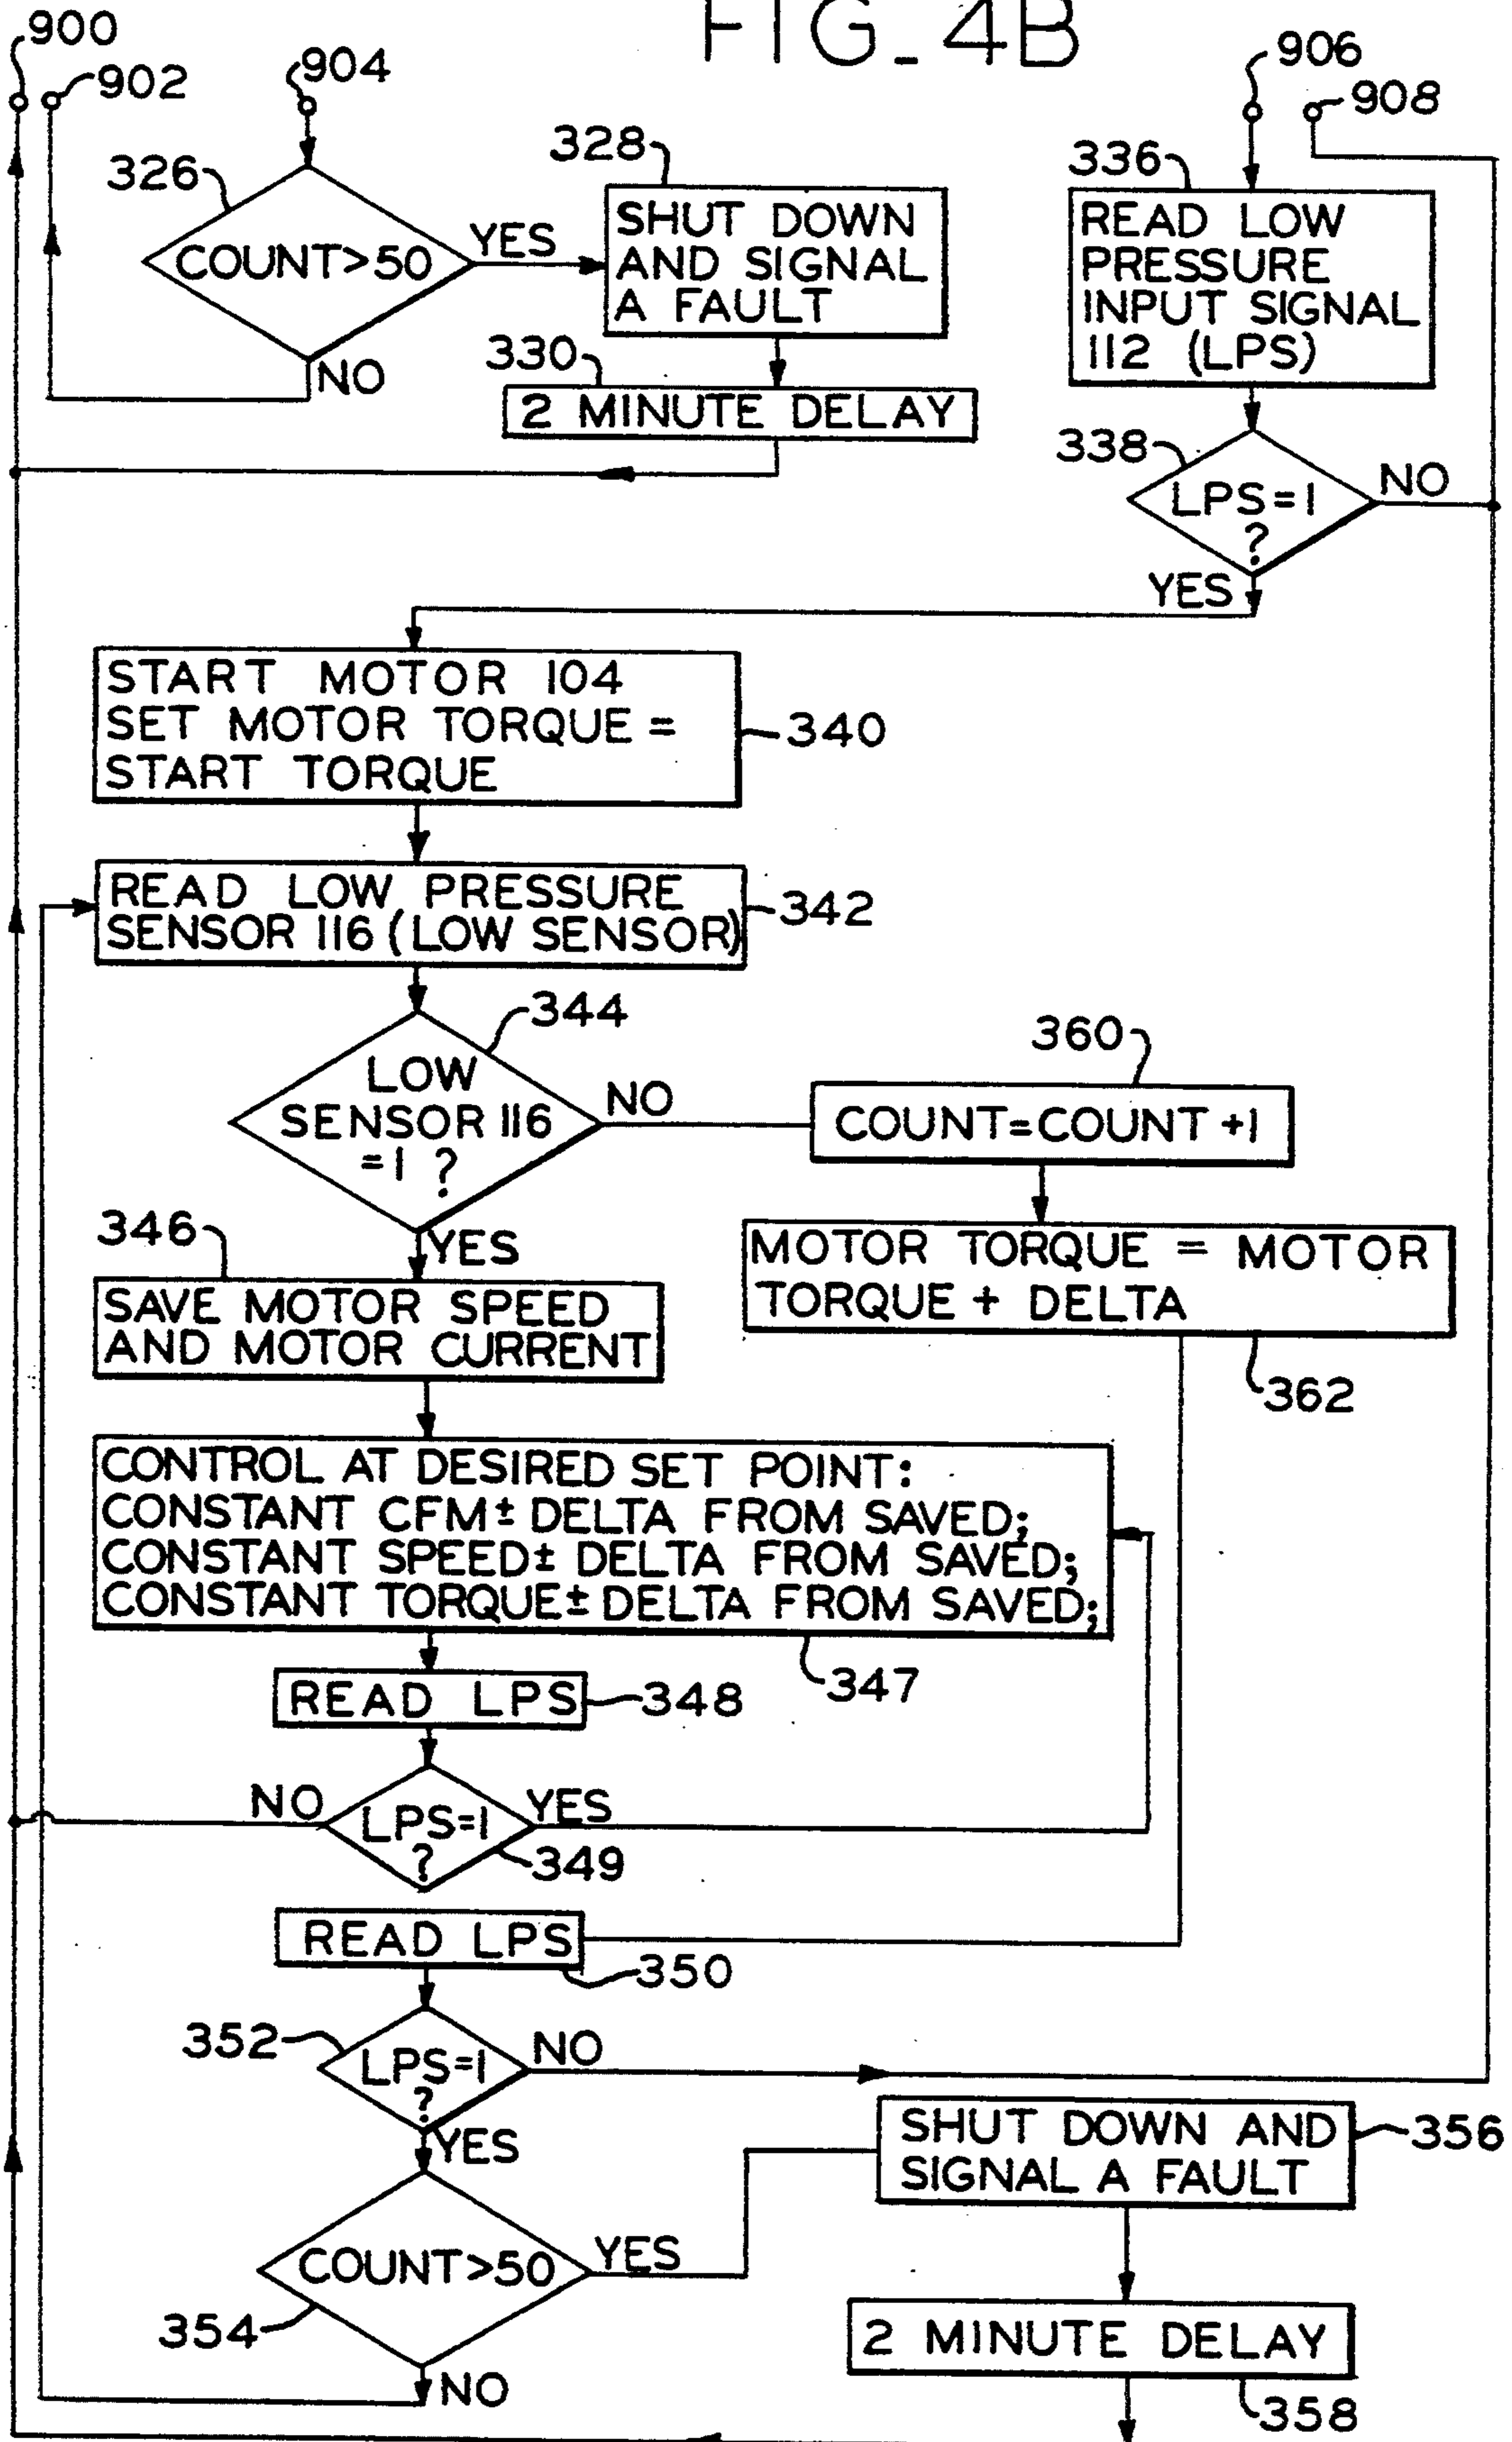 FIG_4B
900
902
904
906
908
326
COUNT>50
YES
NO
328
SHUT DOWN
AND SIGNAL
A FAULT
330
2 MINUTE DELAY
336
READ LOW
PRESSURE
INPUT SIGNAL
112 (LPS)
338
LPS=1
?
NO
YES
START MOTOR 104
SET MOTOR TORQUE =
START TORQUE
340
READ LOW PRESSURE
SENSOR 116 (LOW SENSOR)
342
344
LOW
SENSOR 116
=1 ?
NO
YES
360
COUNT=COUNT +1
346
SAVE MOTOR SPEED
AND MOTOR CURRENT
MOTOR TORQUE = MOTOR
TORQUE + DELTA
362
CONTROL AT DESIRED SET POINT:
CONSTANT CFM± DELTA FROM SAVED;
CONSTANT SPEED± DELTA FROM SAVED;
CONSTANT TORQUE± DELTA FROM SAVED;
347
READ LPS
348
NO
LPS=1
?
YES
349
READ LPS
350
352
LPS=1
?
NO
YES
SHUT DOWN AND
SIGNAL A FAULT
356
COUNT>50
YES
354
NO
2 MINUTE DELAY
358